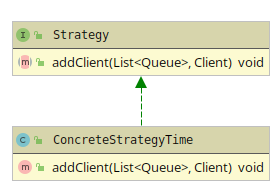 I Strategy
m addClient(List<Queue>, Client) void
C ConcreteStrategyTime
m addClient(List<Queue>, Client) void